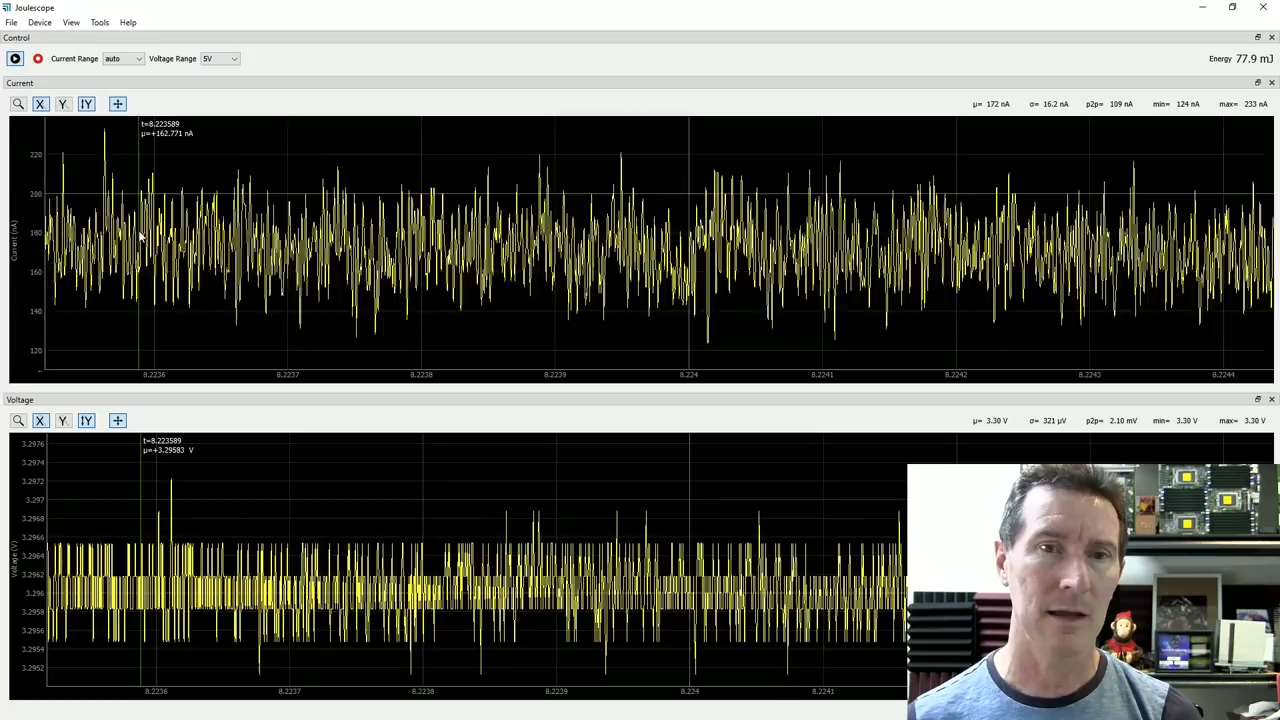 Joulescope
File Device View Tools Help
Control
Current Range auto Voltage Range 5V Energy 77.9 mJ
Current
X Y IY μ= 172 nA σ= 16.2 nA p2p= 109 nA min= 124 nA max= 233 nA
t=8.223589
μ=+162.771 nA
220
200
180
160
140
120
Current (nA)
8.2236 8.2237 8.2238 8.2239 8.224 8.2241 8.2242 8.2243 8.2244
Voltage
X Y IY μ= 3.30 V σ= 321 μV p2p= 2.10 mV min= 3.30 V max= 3.30 V
t=8.223589
μ=+3.29583 V
3.2976
3.2974
3.2972
3.297
3.2968
3.2966
3.2964
3.2962
3.296
3.2958
3.2956
3.2954
3.2952
Voltage (V)
8.2236 8.2237 8.2238 8.2239 8.224 8.2241